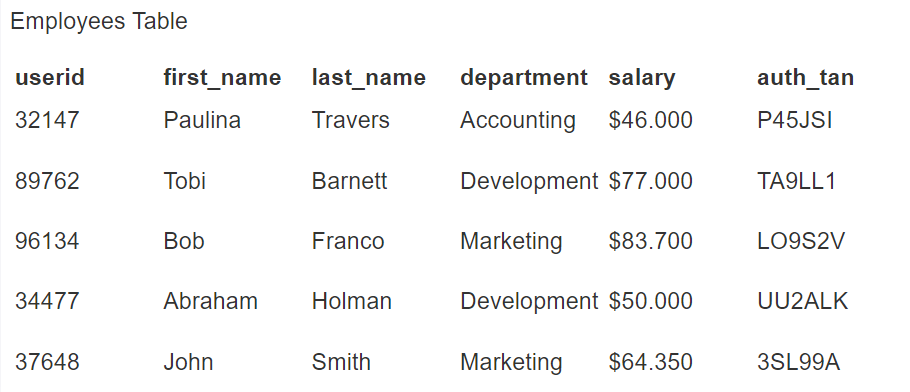 Employees Table
userid first_name last_name department salary auth_tan
32147 Paulina Travers Accounting $46.000 P45JSI
89762 Tobi Barnett Development $77.000 TA9LL1
96134 Bob Franco Marketing $83.700 LO9S2V
34477 Abraham Holman Development $50.000 UU2ALK
37648 John Smith Marketing $64.350 3SL99A